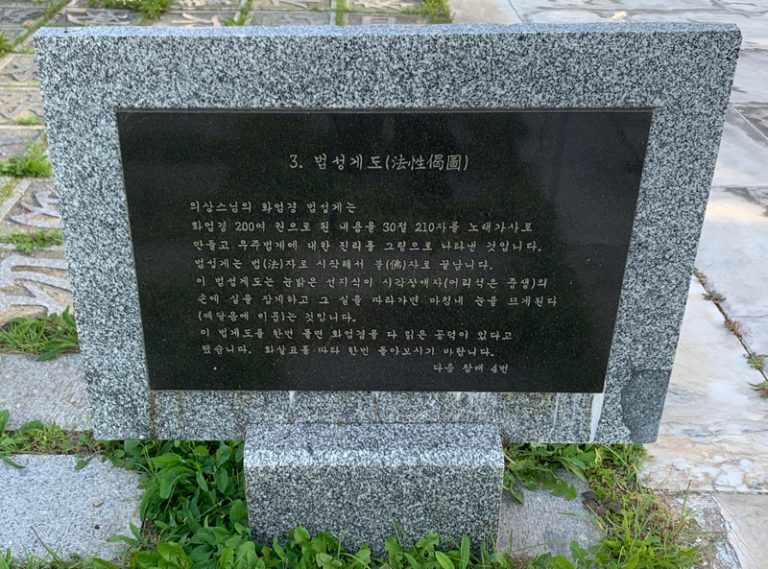 3. 법성게도(法性偈圖)
의상스님의 화엄경 법성게는
화엄경 200여 권으로 된 내용을 30절 210자를 노래가사로
만들고 우주법계에 대한 진리를 그림으로 나타낸 것입니다.
법성게는 법(法)자로 시작해서 불(佛)자로 끝납니다.
이 법성게도는 눈밝은 선지식이 시각장애자(어리석은 중생)의
손에 실을 잡게하고 그 실을 따라가면 마침내 눈을 뜨게된다
(깨달음에 이름)는 것입니다.
이 법계도를 한번 돌면 화엄경을 다 읽은 공덕이 있다고
했습니다. 화살표를 따라 한번 돌아보시기 바랍니다.
다음 참배 4번